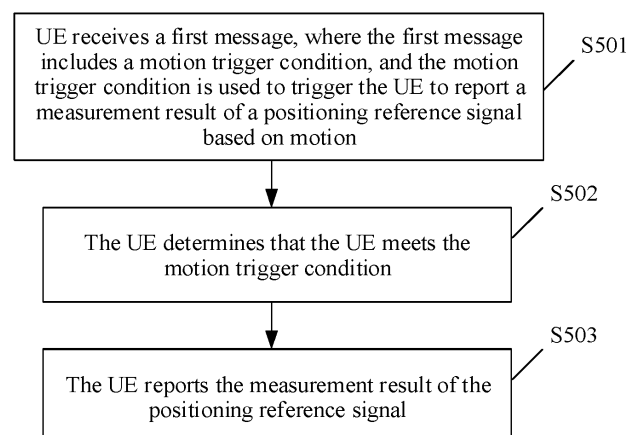 UE receives a first message, where the first message
includes a motion trigger condition, and the motion
trigger condition is used to trigger the UE to report a
measurement result of a positioning reference signal
based on motion
S501
The UE determines that the UE meets the
motion trigger condition
S502
The UE reports the measurement result of the
positioning reference signal
S503